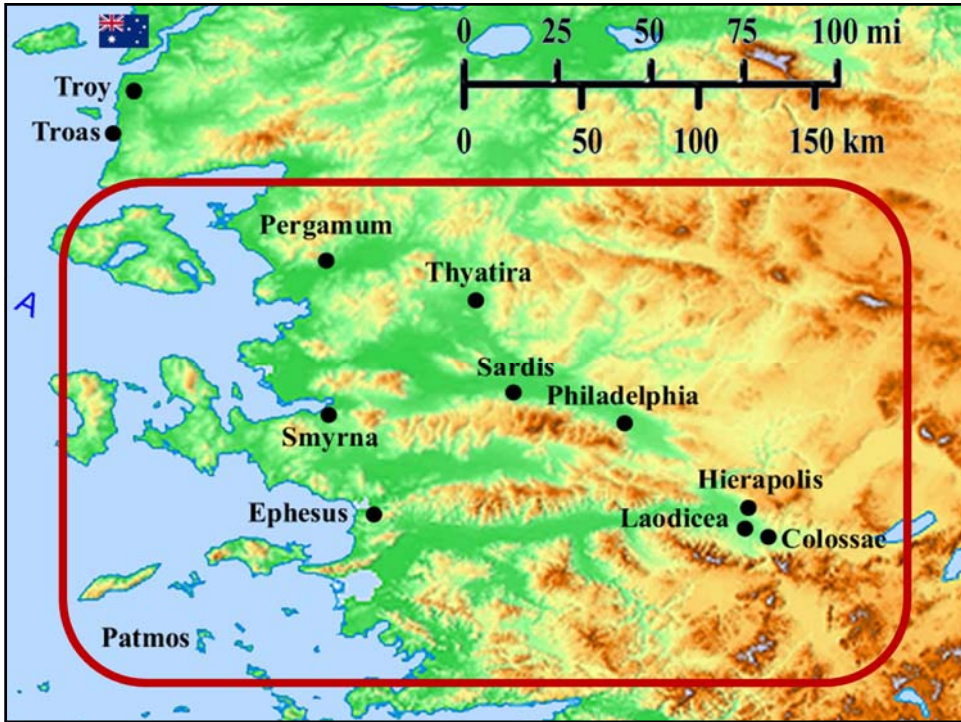 0 25 50 75 100 mi
0 50 100 150 km
Troy
Troas
Pergamum
Thyatira
A
Sardis
Philadelphia
Smyrna
Hierapolis
Ephesus
Laodicea
Colossae
Patmos